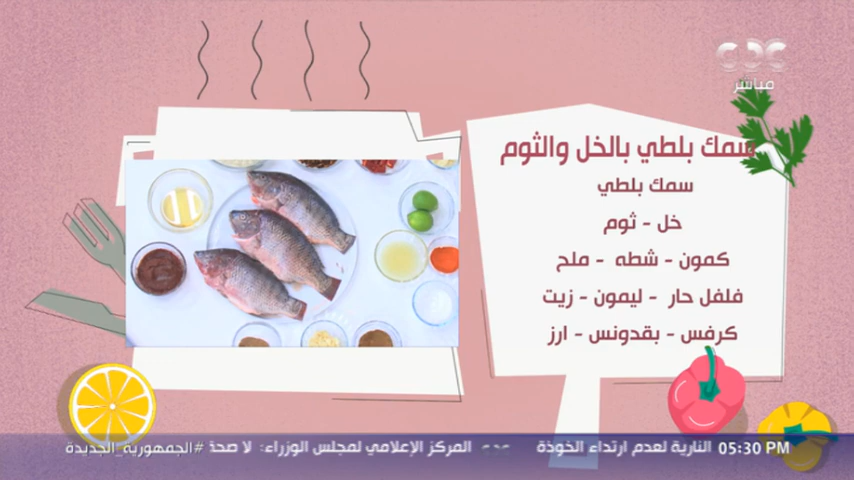 CBC
مباشر
سمك بلطي بالخل والثوم
سمك بلطي
خل - ثوم
كمون - شطه - ملح
فلفل حار - ليمون - زيت
كرفس - بقدونس - ارز
05:30 PM النارية لعدم ارتداء الخوذة cbc المركز الإعلامي لمجلس الوزراء: لا صحة #الجمهورية_الجديدة